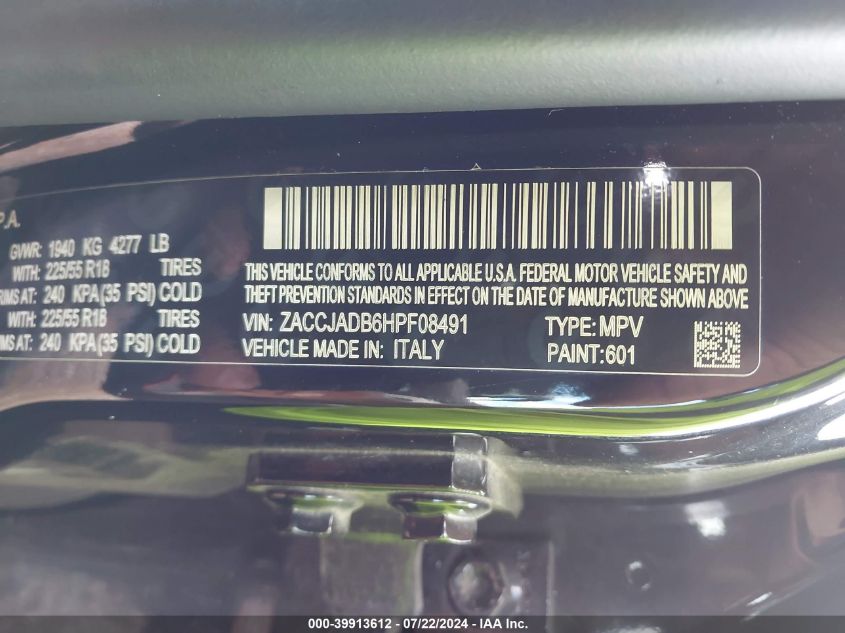 P.A.
GVWR: 1940 KG 4277 LB
WITH: 225/55 R18 TIRES
RIMS AT: 240 KPA(35 PSI) COLD
WITH: 225/55 R18 TIRES
RIMS AT: 240 KPA(35 PSI) COLD
THIS VEHICLE CONFORMS TO ALL APPLICABLE U.S.A. FEDERAL MOTOR VEHICLE SAFETY AND
THEFT PREVENTION STANDARDS IN EFFECT ON THE DATE OF MANUFACTURE SHOWN ABOVE
VIN: ZACCJADB6HPF08491 TYPE: MPV
VEHICLE MADE IN: ITALY PAINT:601
000-39913612 - 07/22/2024 - IAA Inc.